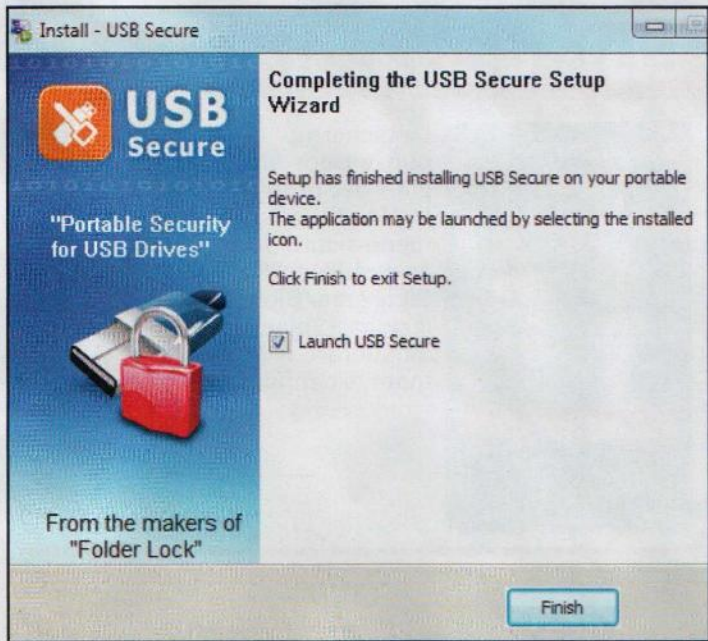 Install - USB Secure
USB
Secure
"Portable Security
for USB Drives"
From the makers of
"Folder Lock"
Completing the USB Secure Setup
Wizard
Setup has finished installing USB Secure on your portable
device.
The application may be launched by selecting the installed
icon.
Click Finish to exit Setup.
Launch USB Secure
Finish